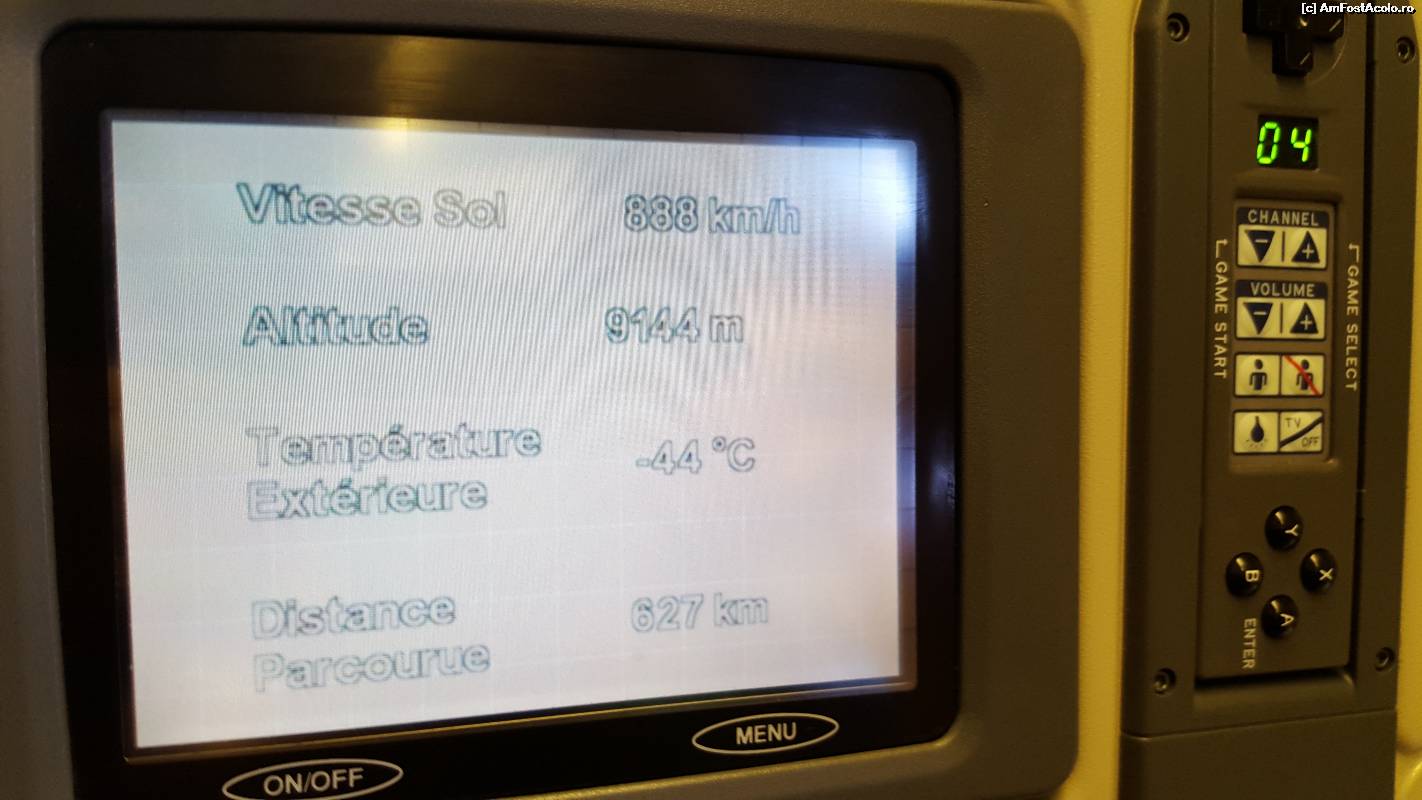 [c] AmFostAcolo.ro
Vitesse Sol 888 km/h
Altitude 9144 m
Température
Extérieure -44 °C
Distance
Parcourue 627 km
ON/OFF
MENU
04
CHANNEL
- +
VOLUME
- +
GAME START
GAME SELECT
TV OFF
Y
B
X
A
ENTER